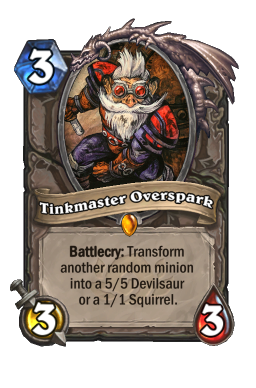 3
Tinkmaster Overspark
Battlecry: Transform
another random minion
into a 5/5 Devilsaur
or a 1/1 Squirrel.
3
3